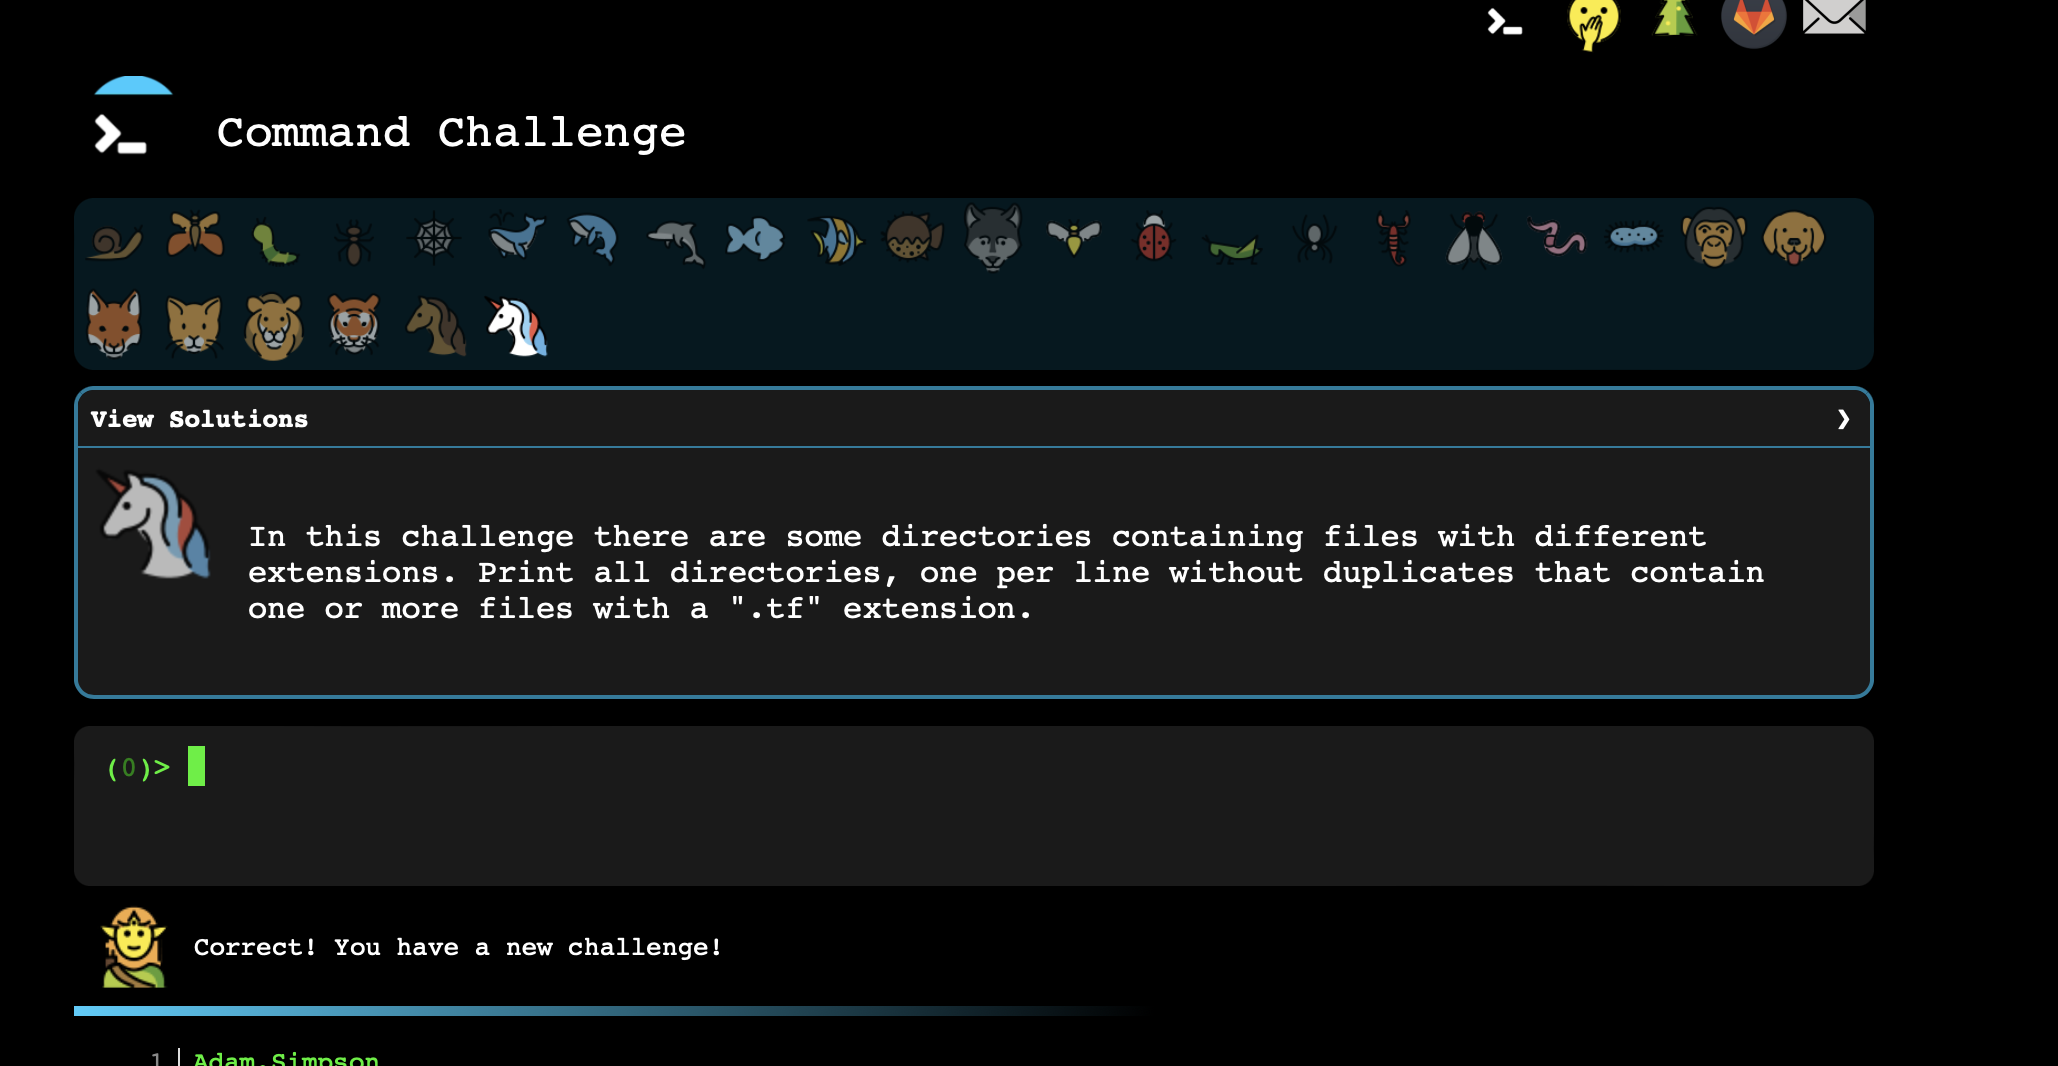 Command Challenge
View Solutions
In this challenge there are some directories containing files with different
extensions. Print all directories, one per line without duplicates that contain
one or more files with a ".tf" extension.
(0)>
Correct! You have a new challenge!
1 Adam.Simpson